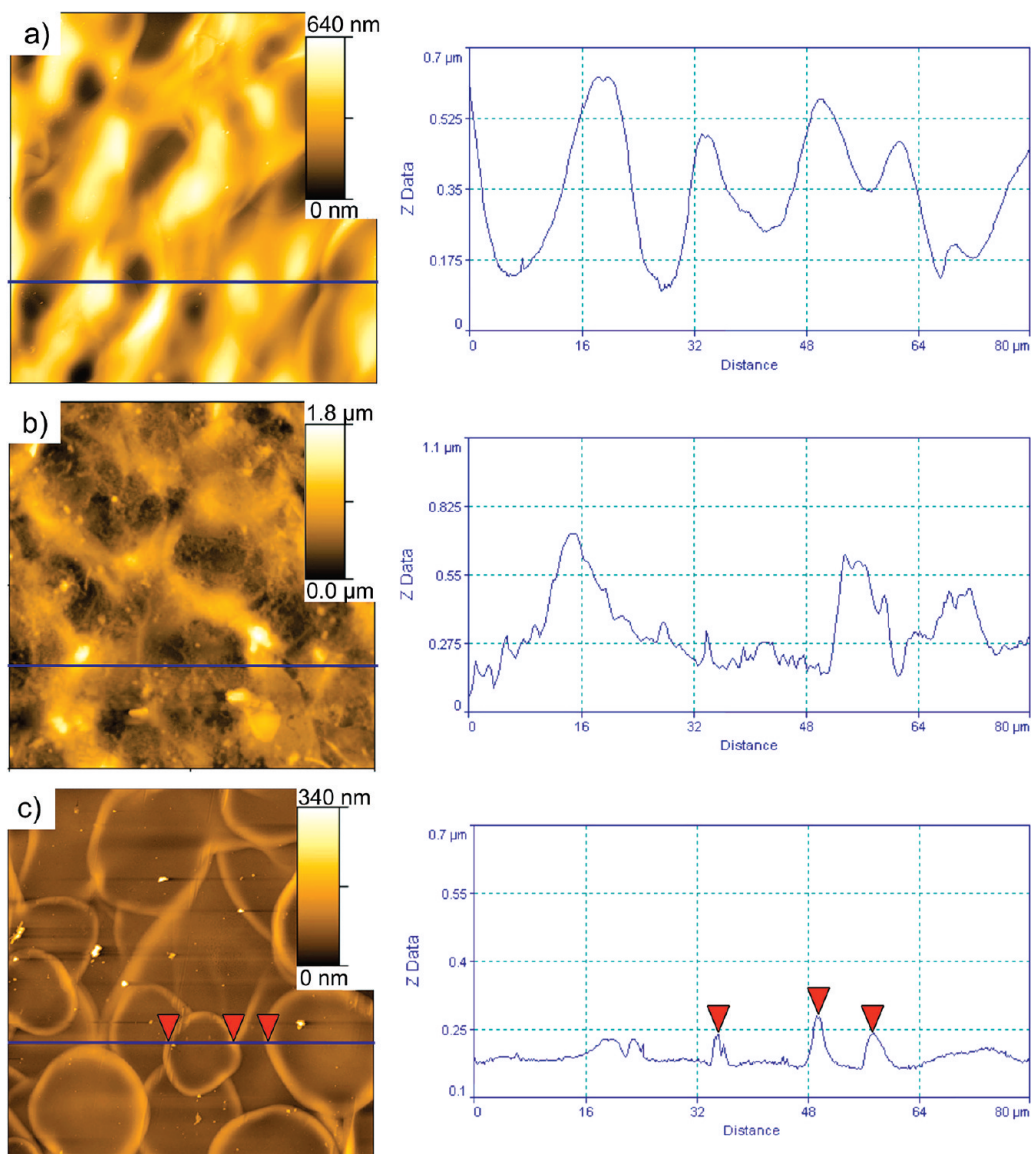 a)
640 nm
0 nm
0.7 µm
0.525
0.35
0.175
0
Z Data
0 16 32 48 64 80 µm
Distance
b)
1.8 µm
0.0 µm
1.1 µm
0.825
0.55
0.275
0
Z Data
0 16 32 48 64 80 µm
Distance
c)
340 nm
0 nm
0.7 µm
0.55
0.4
0.25
0.1
Z Data
0 16 32 48 64 80 µm
Distance